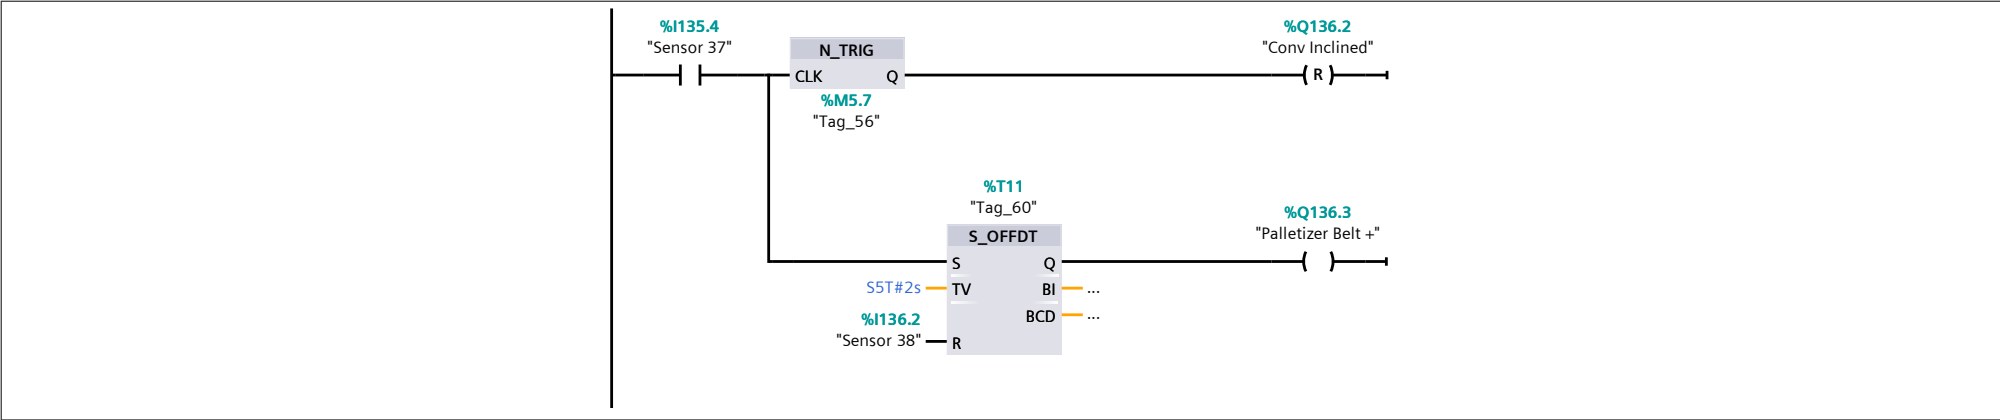 %I135.4
"Sensor 37"
N_TRIG
CLK Q
%M5.7
"Tag_56"
%Q136.2
"Conv Inclined"
R
%T11
"Tag_60"
S_OFFDT
S Q
S5T#2s TV BI ...
BCD ...
%I136.2
"Sensor 38" R
%Q136.3
"Palletizer Belt +"